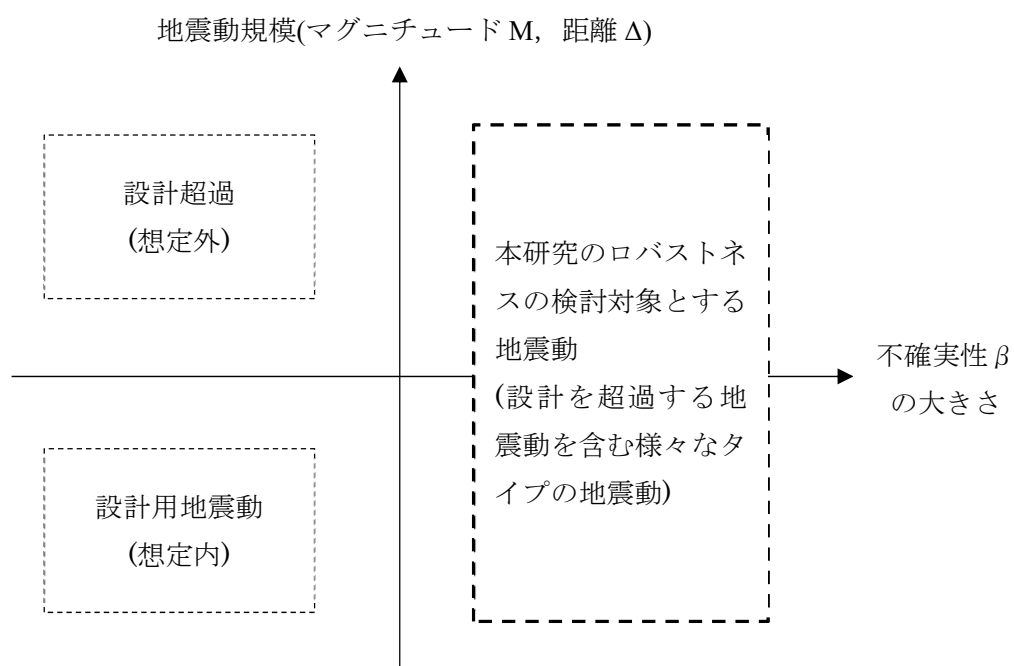 地震動規模(マグニチュード M，距離 Δ)
設計超過
(想定外)
本研究のロバストネ
スの検討対象とする
地震動
(設計を超過する地
震動を含む様々なタ
イプの地震動)
不確実性 β
の大きさ
設計用地震動
(想定内)